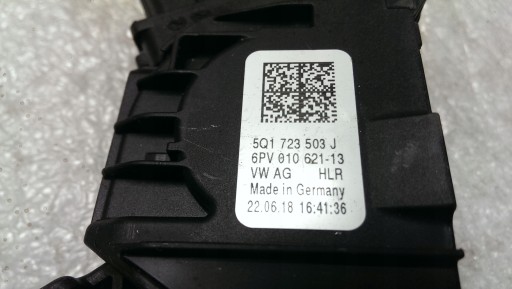 5Q1 723 503 J
6PV 010 621-13
VW AG HLR
Made in Germany
22.06.18 16:41:36